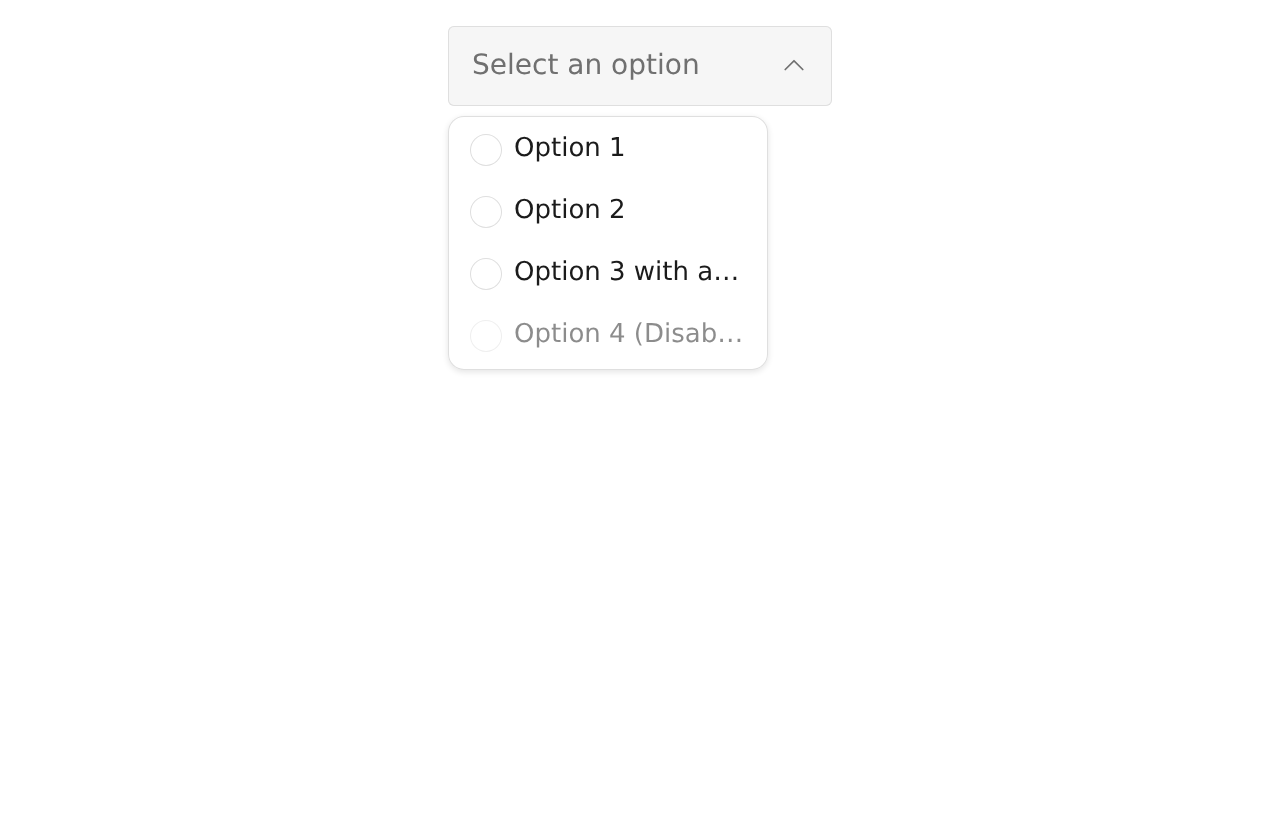 Select an option
Option 1
Option 2
Option 3 with a…
Option 4 (Disab…